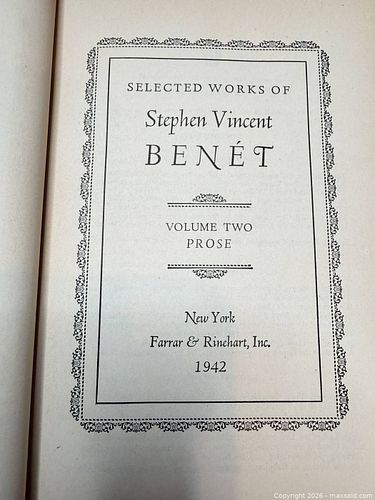 SELECTED WORKS OF
Stephen Vincent
BENÉT
VOLUME TWO
PROSE
New York
Farrar & Rinehart, Inc.
1942
Copyright 2026 - maxsold.com